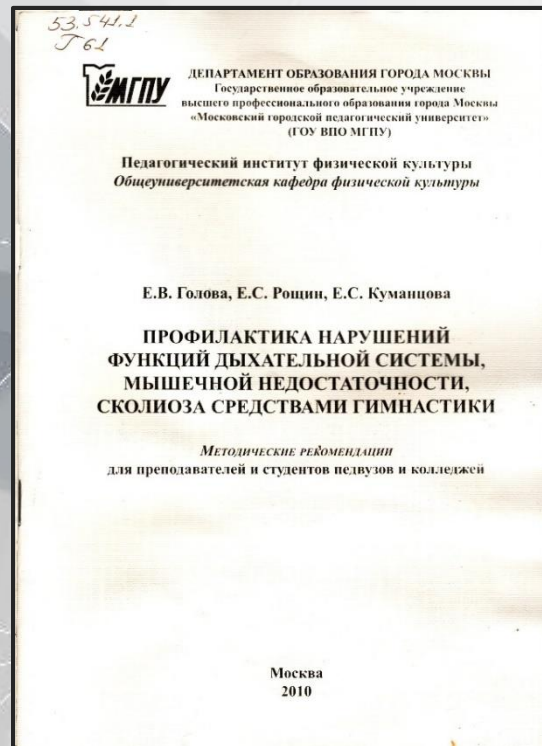 53.541.1
Г 61
МГПУ
ДЕПАРТАМЕНТ ОБРАЗОВАНИЯ ГОРОДА МОСКВЫ
Государственное образовательное учреждение
высшего профессионального образования города Москвы
«Московский городской педагогический университет»
(ГОУ ВПО МГПУ)
Педагогический институт физической культуры
Общеуниверситетская кафедра физической культуры
Е.В. Голова, Е.С. Рощин, Е.С. Куманцова
ПРОФИЛАКТИКА НАРУШЕНИЙ
ФУНКЦИЙ ДЫХАТЕЛЬНОЙ СИСТЕМЫ,
МЫШЕЧНОЙ НЕДОСТАТОЧНОСТИ,
СКОЛИОЗА СРЕДСТВАМИ ГИМНАСТИКИ
МЕТОДИЧЕСКИЕ РЕКОМЕНДАЦИИ
для преподавателей и студентов педвузов и колледжей
Москва
2010